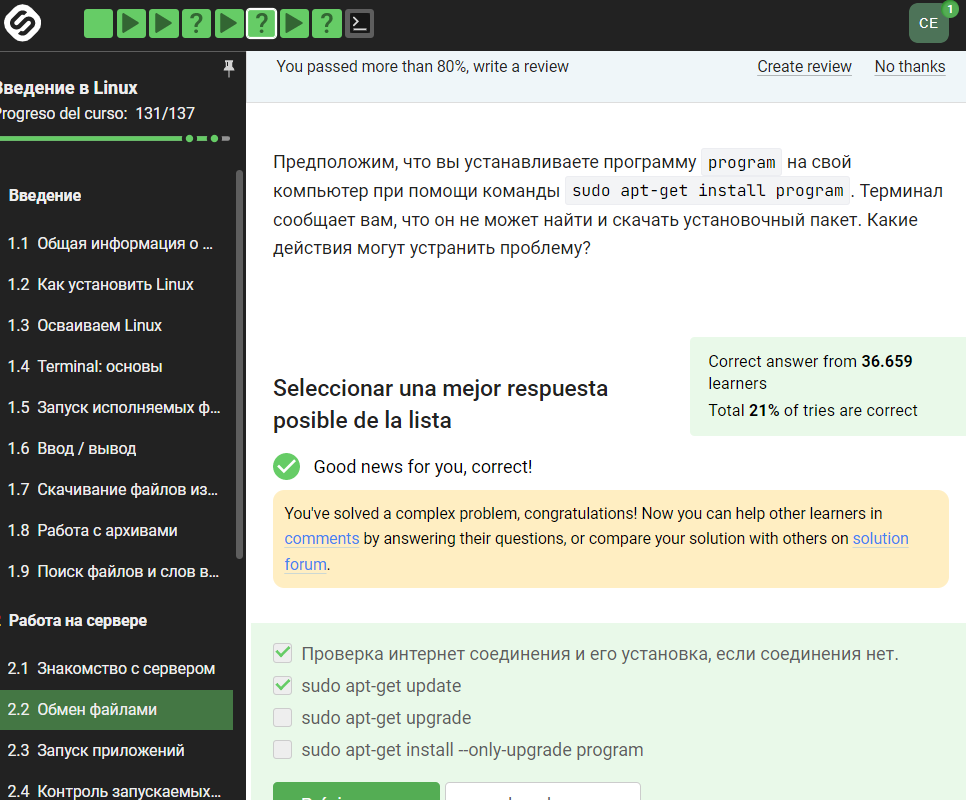 ? ? ? >_
CE
1
Введение в Linux
Progreso del curso: 131/137
Введение
1.1 Общая информация о ...
1.2 Как установить Linux
1.3 Осваиваем Linux
1.4 Terminal: основы
1.5 Запуск исполняемых ф...
1.6 Ввод / вывод
1.7 Скачивание файлов из...
1.8 Работа с архивами
1.9 Поиск файлов и слов в...
Работа на сервере
2.1 Знакомство с сервером
2.2 Обмен файлами
2.3 Запуск приложений
2.4 Контроль запускаемых...
You passed more than 80%, write a review
Create review
No thanks
Предположим, что вы устанавливаете программу program на свой
компьютер при помощи команды sudo apt-get install program. Терминал
сообщает вам, что он не может найти и скачать установочный пакет. Какие
действия могут устранить проблему?
Correct answer from 36.659
learners
Total 21% of tries are correct
Seleccionar una mejor respuesta
posible de la lista
Good news for you, correct!
You've solved a complex problem, congratulations! Now you can help other learners in
comments by answering their questions, or compare your solution with others on solution
forum.
Проверка интернет соединения и его установка, если соединения нет.
sudo apt-get update
sudo apt-get upgrade
sudo apt-get install --only-upgrade program